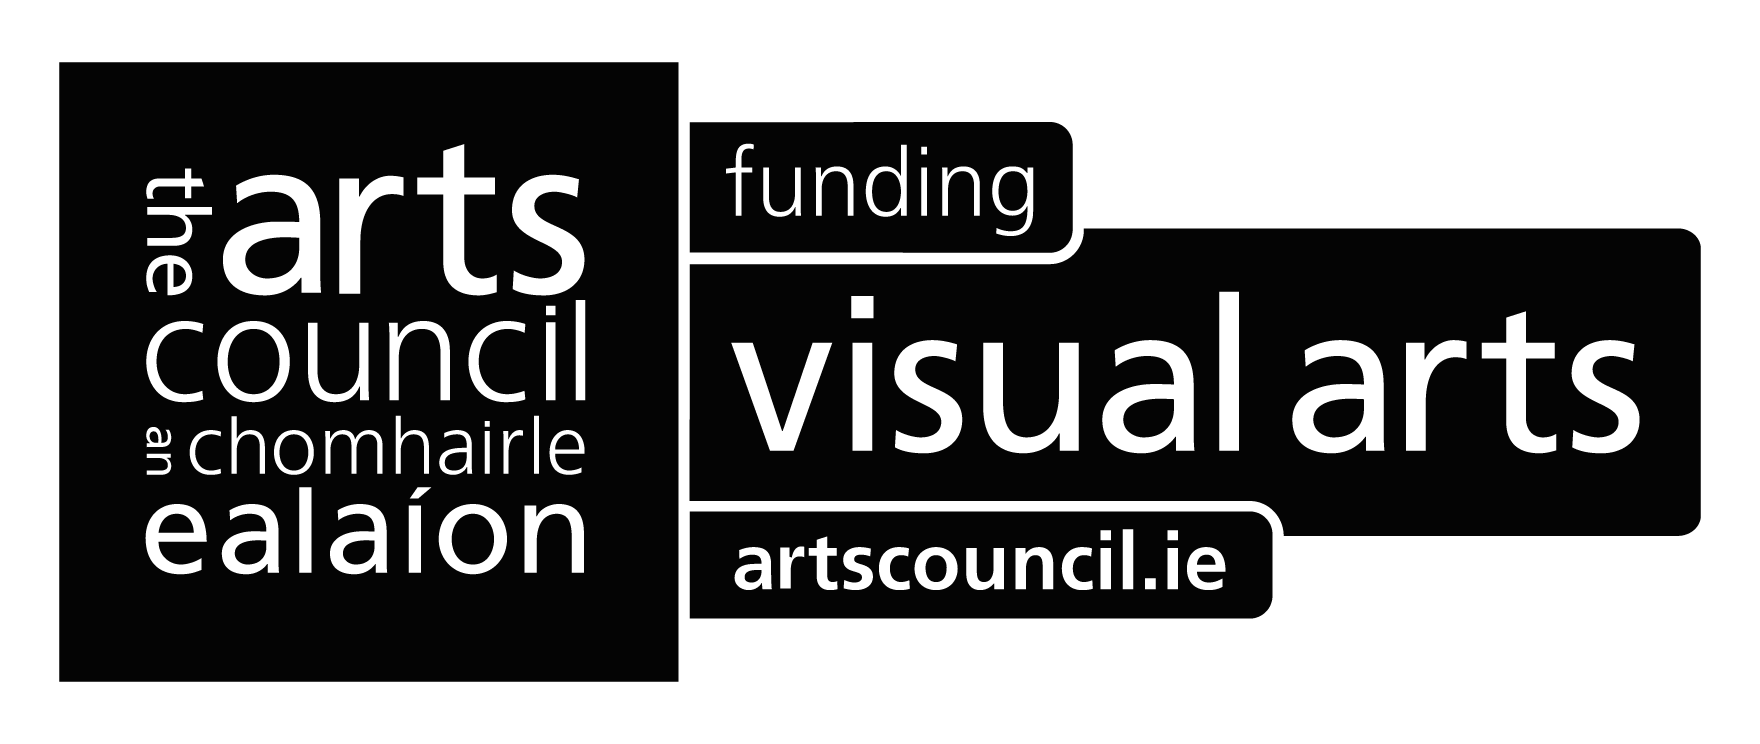 the arts
council
an chomhairle
ealaíon
funding
visual arts
artscouncil.ie